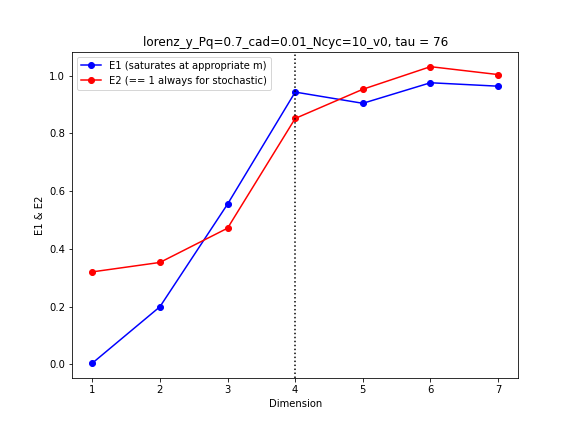 lorenz_y_Pq=0.7_cad=0.01_Ncyc=10_v0, tau = 76
E1 (saturates at appropriate m)
E2 (== 1 always for stochastic)
1.0
0.8
0.6
0.4
0.2
0.0
E1 & E2
1 2 3 4 5 6 7
Dimension